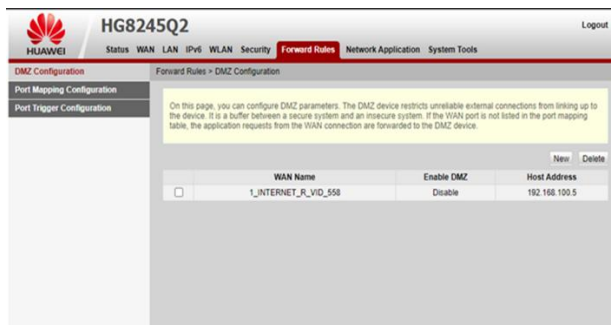 HG8245Q2
Logout
HUAWEI
Status WAN LAN IPv6 WLAN Security Forward Rules Network Application System Tools
DMZ Configuration
Forward Rules > DMZ Configuration
Port Mapping Configuration
Port Trigger Configuration
On this page, you can configure DMZ parameters. The DMZ device restricts unreliable external connections from linking up to
the device. It is a buffer between a secure system and an insecure system. If the WAN port is not listed in the port mapping
table, the application requests from the WAN connection are forwarded to the DMZ device.
New Delete
WAN Name Enable DMZ Host Address
1_INTERNET_R_VID_558 Disable 192.168.100.5